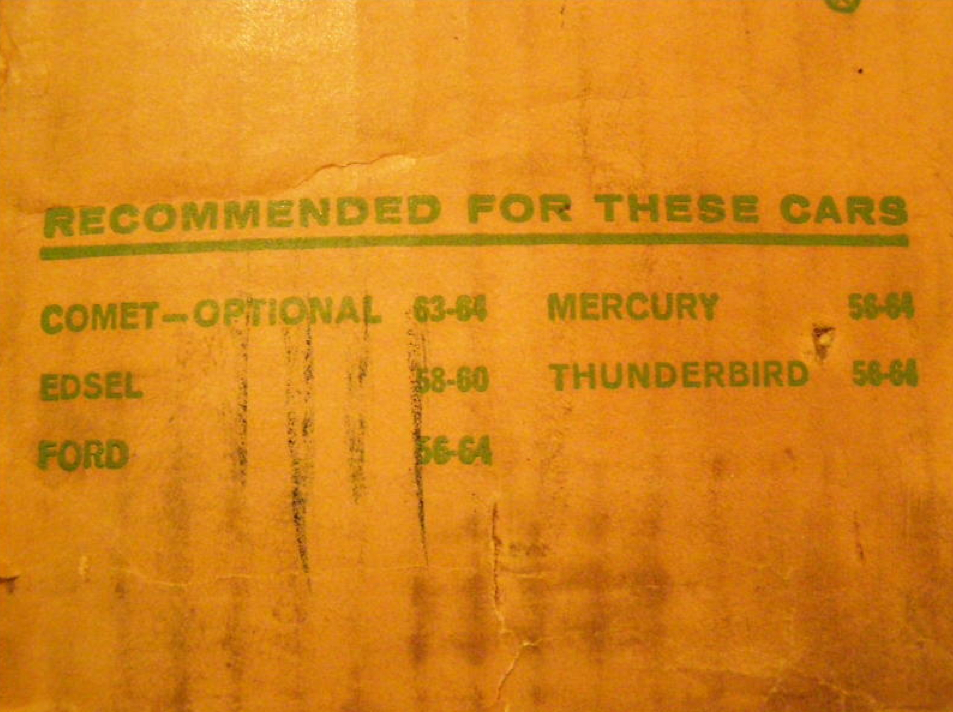 RECOMMENDED FOR THESE CARS
COMET—OPTIONAL 63-64 MERCURY 56-64
EDSEL 58-60 THUNDERBIRD 56-64
FORD 56-64